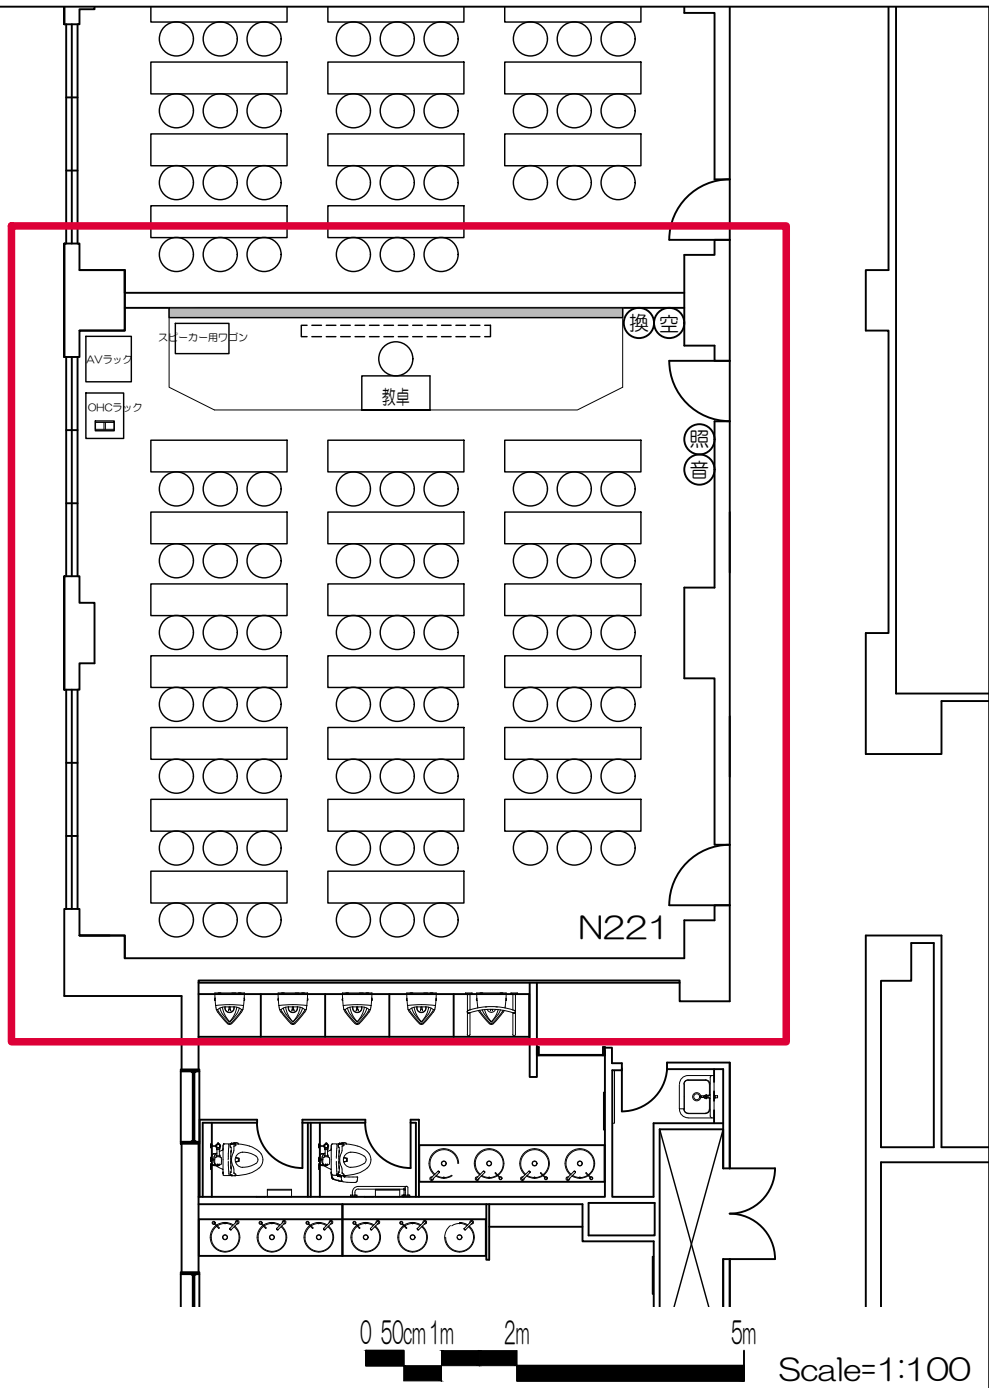 スピーカー用ワゴン
換 空
AVラック
教卓
OHCラック
照
音
N221
0 50cm 1m 2m 5m
Scale=1:100